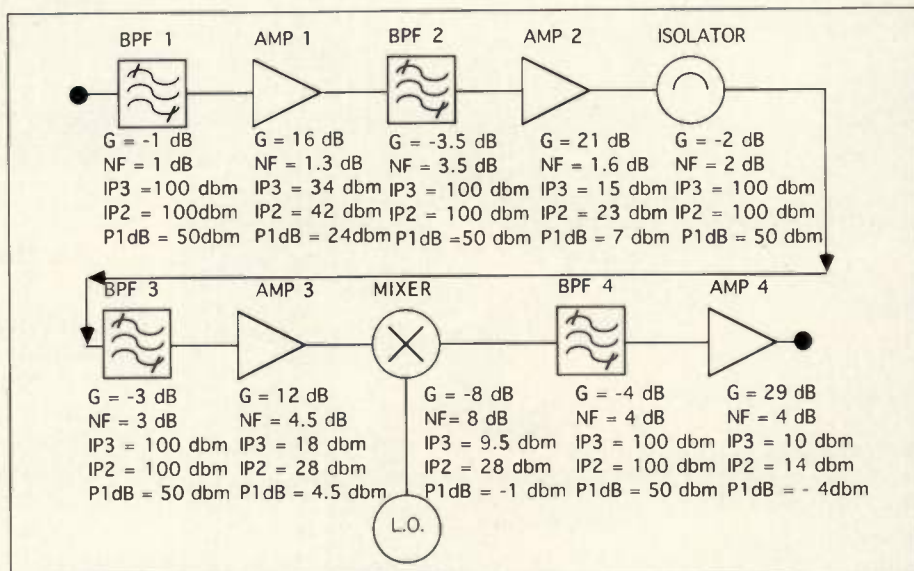 BPF 1
AMP 1
BPF 2
AMP 2
ISOLATOR
G = -1 dB
NF = 1 dB
IP3 =100 dbm
IP2 = 100dbm
P1dB = 50dbm
G = 16 dB
NF = 1.3 dB
IP3 = 34 dbm
IP2 = 42 dbm
P1dB = 24dbm
G = -3.5 dB
NF = 3.5 dB
IP3 = 100 dbm
IP2 = 100 dbm
P1dB =50 dbm
G = 21 dB
NF = 1.6 dB
IP3 = 15 dbm
IP2 = 23 dbm
P1dB = 7 dbm
G = -2 dB
NF = 2 dB
IP3 = 100 dbm
IP2 = 100 dbm
P1dB = 50 dbm
BPF 3
AMP 3
MIXER
BPF 4
AMP 4
G = -3 dB
NF = 3 dB
IP3 = 100 dbm
IP2 = 100 dbm
P1dB = 50 dbm
G = 12 dB
NF = 4.5 dB
IP3 = 18 dbm
IP2 = 28 dbm
P1dB = 4.5 dbm
G = -8 dB
NF= 8 dB
IP3 = 9.5 dbm
IP2 = 28 dbm
P1dB = -1 dbm
G = -4 dB
NF = 4 dB
IP3 = 100 dbm
IP2 = 100 dbm
P1dB = 50 dbm
G = 29 dB
NF = 4 dB
IP3 = 10 dbm
IP2 = 14 dbm
P1dB = - 4dbm
L.O.